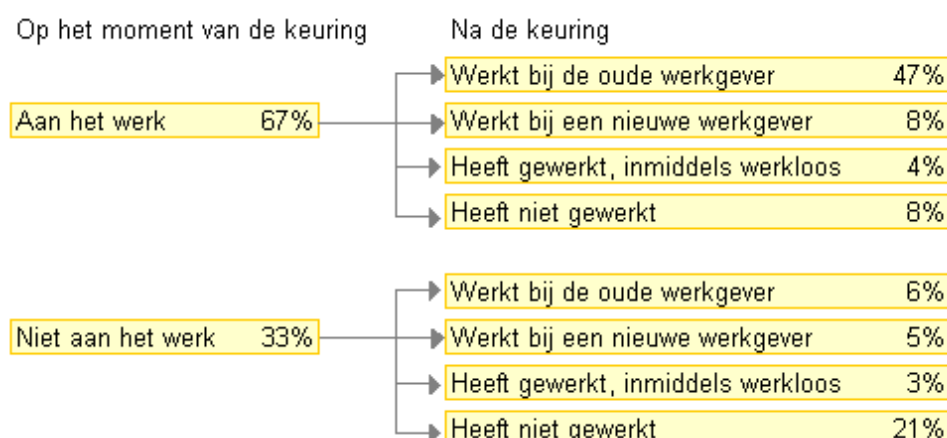 Op het moment van de keuring Na de keuring
Werkt bij de oude werkgever 47%
Aan het werk 67% Werkt bij een nieuwe werkgever 8%
Heeft gewerkt, inmiddels werkloos 4%
Heeft niet gewerkt 8%
Werkt bij de oude werkgever 6%
Niet aan het werk 33% Werkt bij een nieuwe werkgever 5%
Heeft gewerkt, inmiddels werkloos 3%
Heeft niet gewerkt 21%